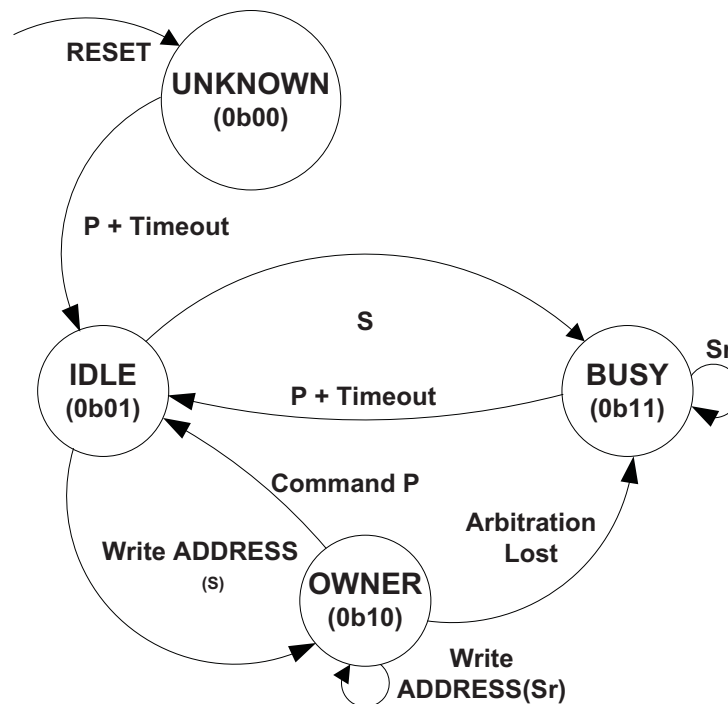 RESET
UNKNOWN
(0b00)
P + Timeout
S
IDLE
(0b01)
BUSY
(0b11)
Sr
P + Timeout
Command P
Write ADDRESS
(S)
Arbitration
Lost
OWNER
(0b10)
Write
ADDRESS(Sr)